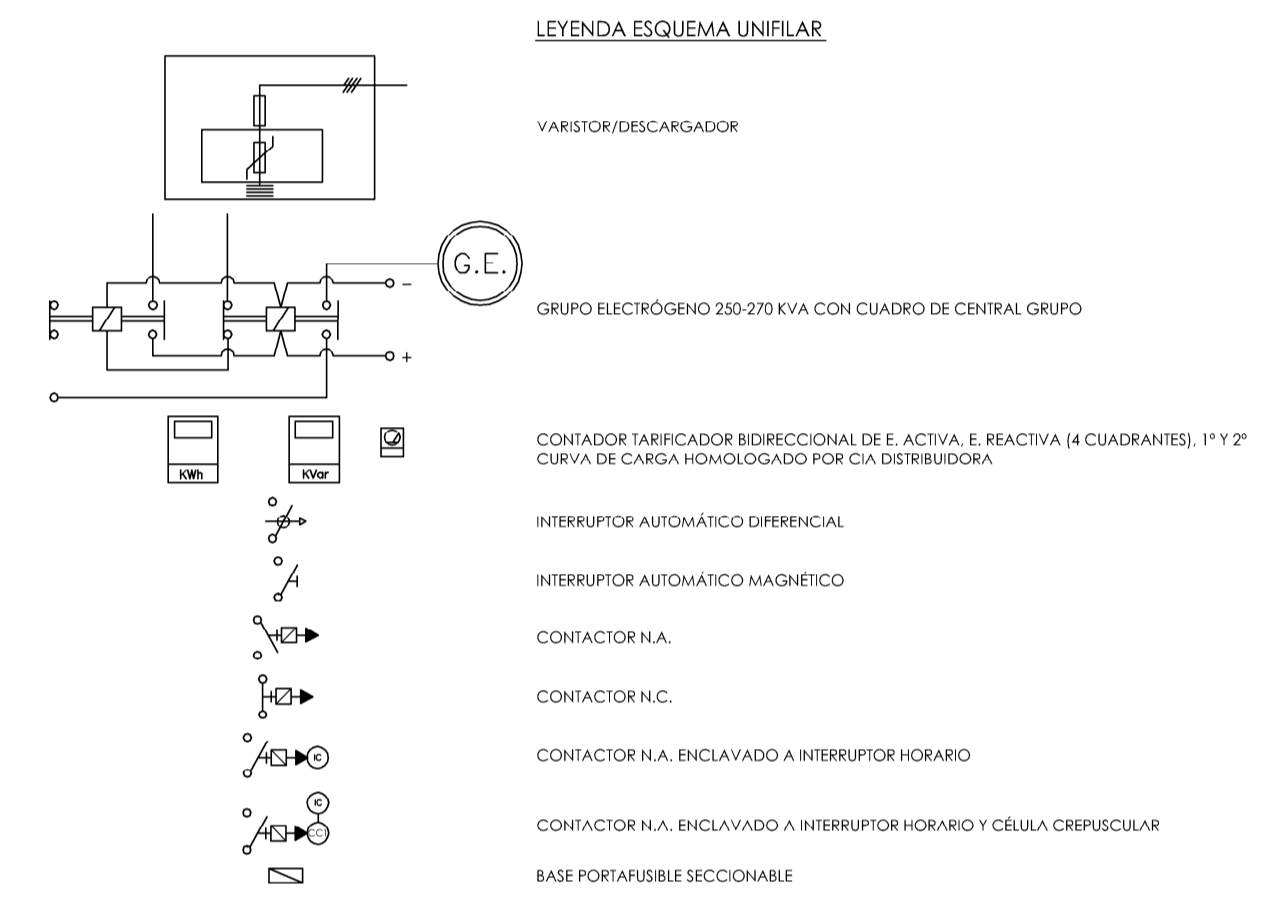 LEYENDA ESQUEMA UNIFILAR
VARISTOR/DESCARGADOR
G.E.
−
GRUPO ELECTRÓGENO 250-270 KVA CON CUADRO DE CENTRAL GRUPO
+
CONTADOR TARIFICADOR BIDIRECCIONAL DE E. ACTIVA, E. REACTIVA (4 CUADRANTES), 1º Y 2º
CURVA DE CARGA HOMOLOGADO POR CIA DISTRIBUIDORA
KWh
KVar
INTERRUPTOR AUTOMÁTICO DIFERENCIAL
INTERRUPTOR AUTOMÁTICO MAGNÉTICO
CONTACTOR N.A.
CONTACTOR N.C.
IC
CONTACTOR N.A. ENCLAVADO A INTERRUPTOR HORARIO
IC
CONTACTOR N.A. ENCLAVADO A INTERRUPTOR HORARIO Y CÉLULA CREPUSCULAR
BASE PORTAFUSIBLE SECCIONABLE